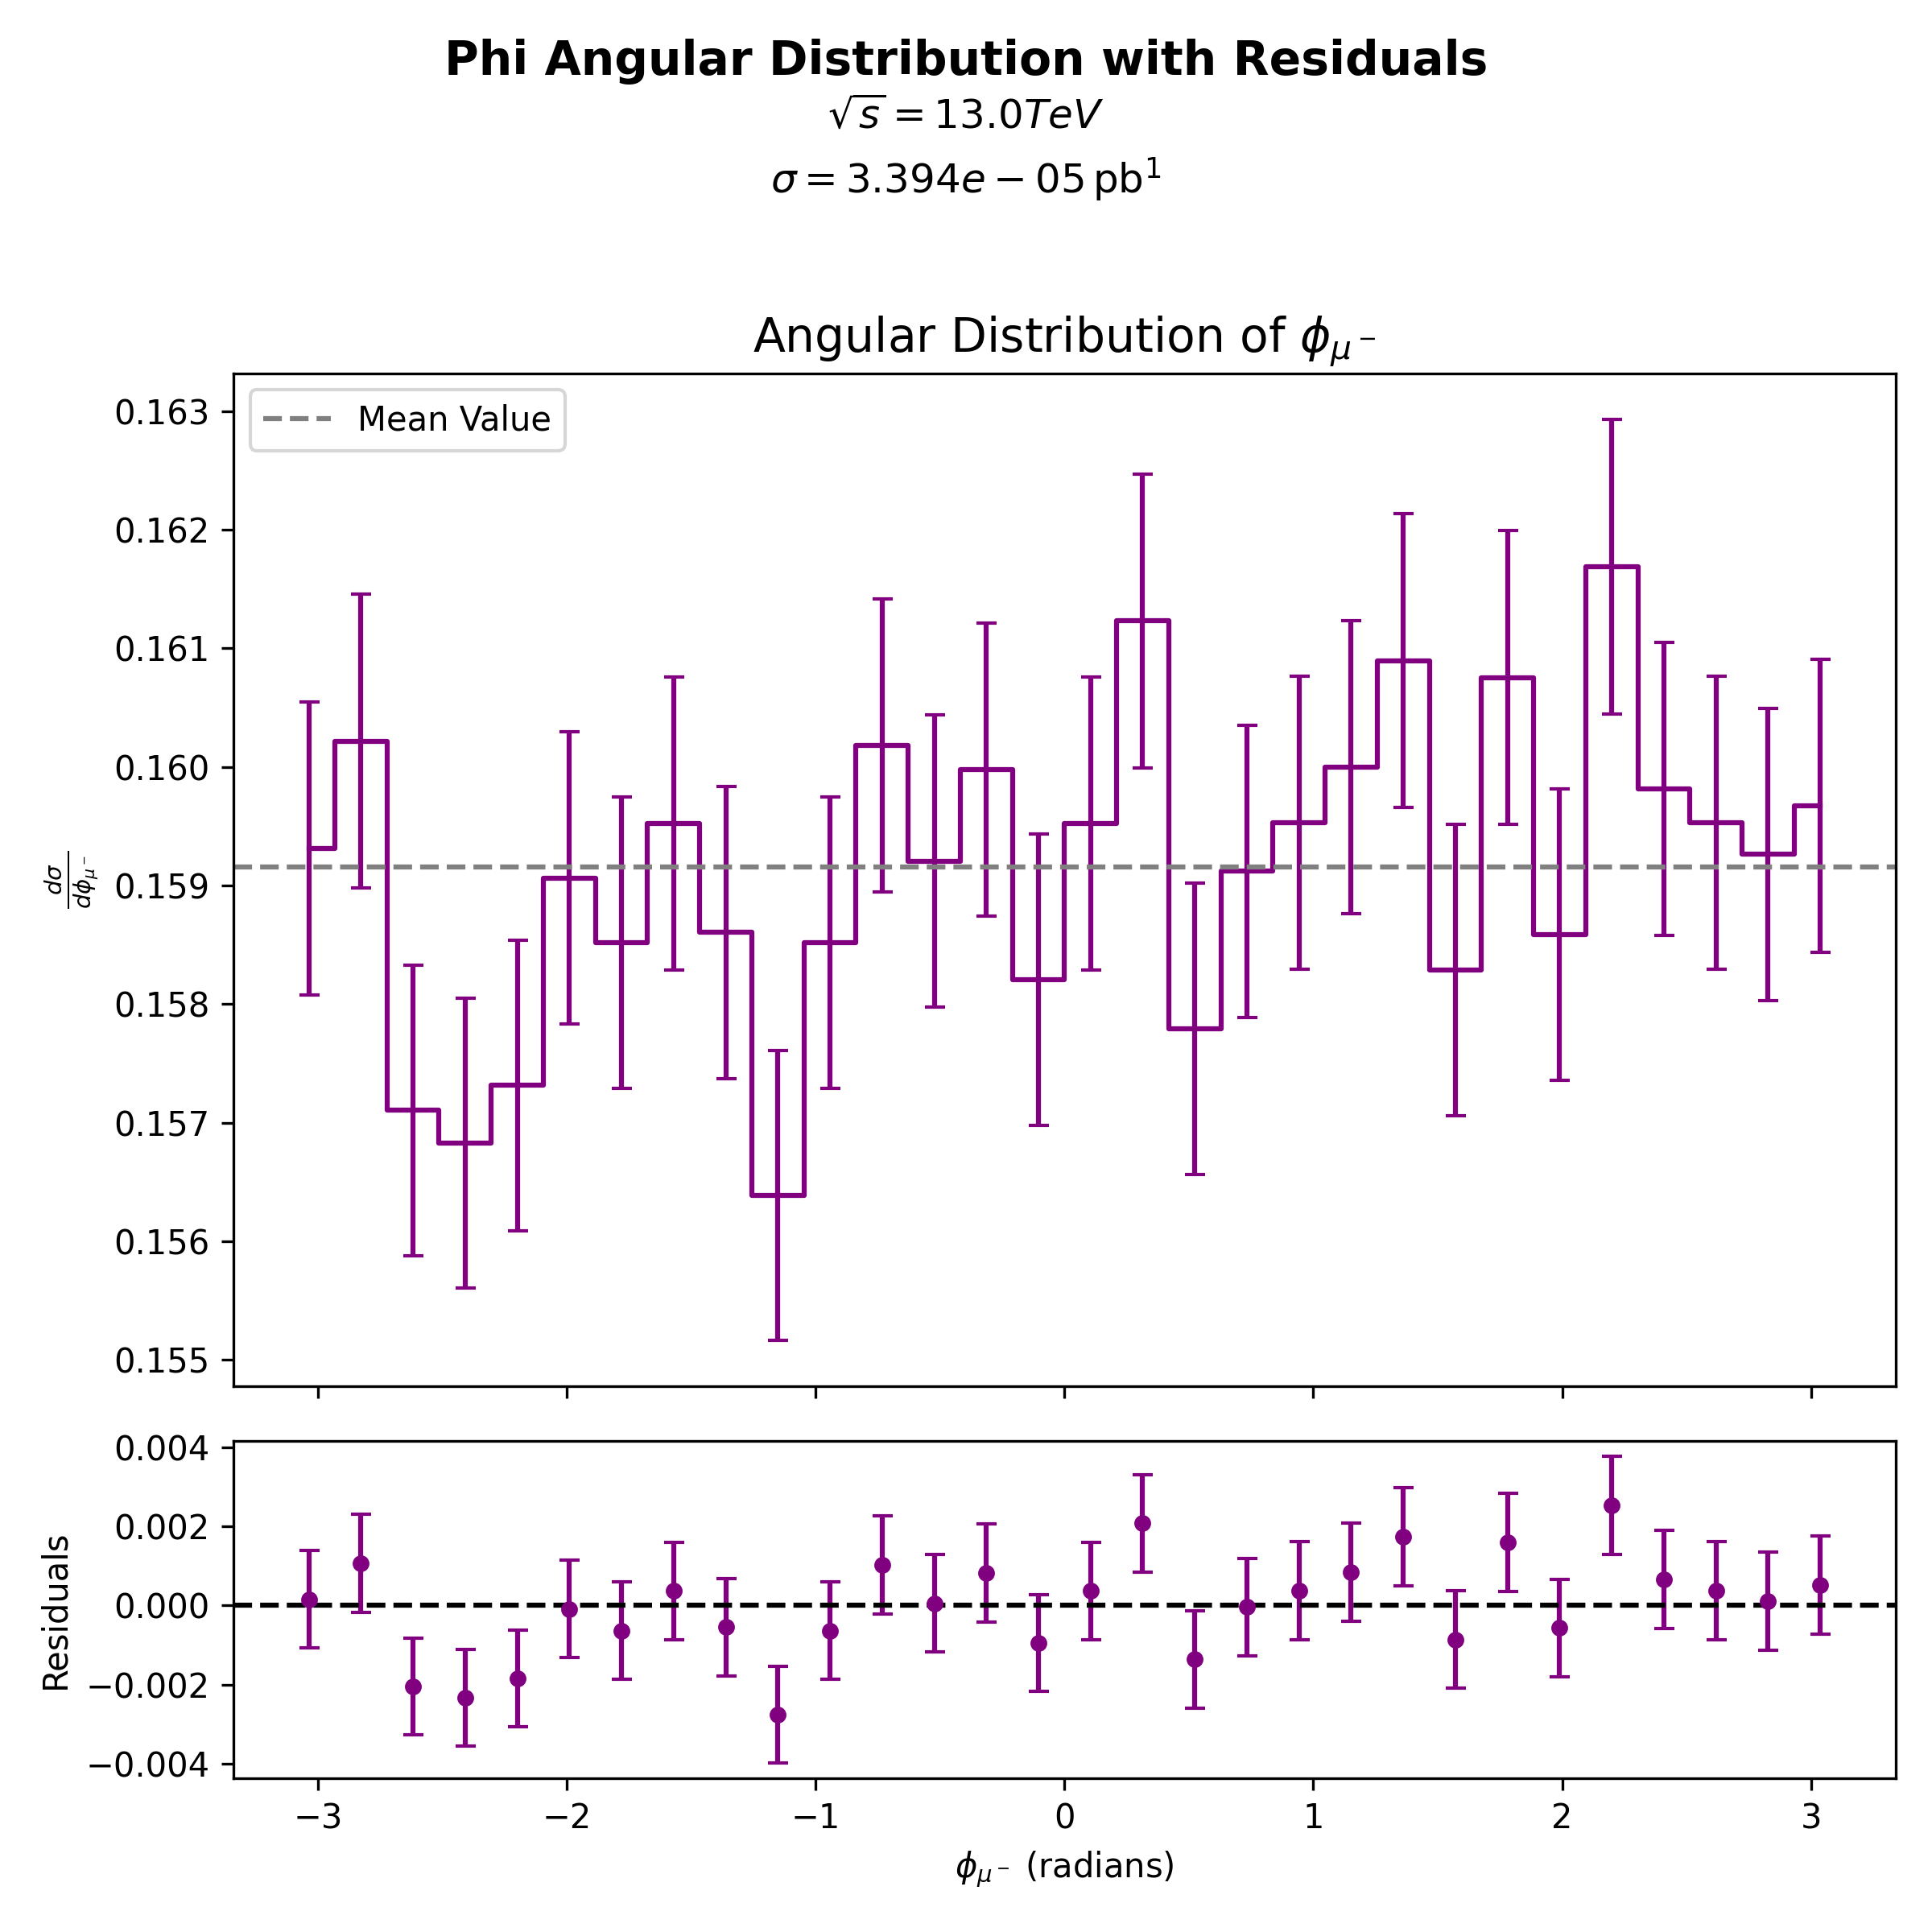 Phi Angular Distribution with Residuals
√s = 13.0TeV
σ = 3.394e − 05 pb¹
Angular Distribution of ϕ_μ⁻
Mean Value
0.163
0.162
0.161
0.160
0.159
0.158
0.157
0.156
0.155
dσ/dϕ_μ⁻
0.004
0.002
0.000
−0.002
−0.004
Residuals
−3 −2 −1 0 1 2 3
ϕ_μ⁻ (radians)